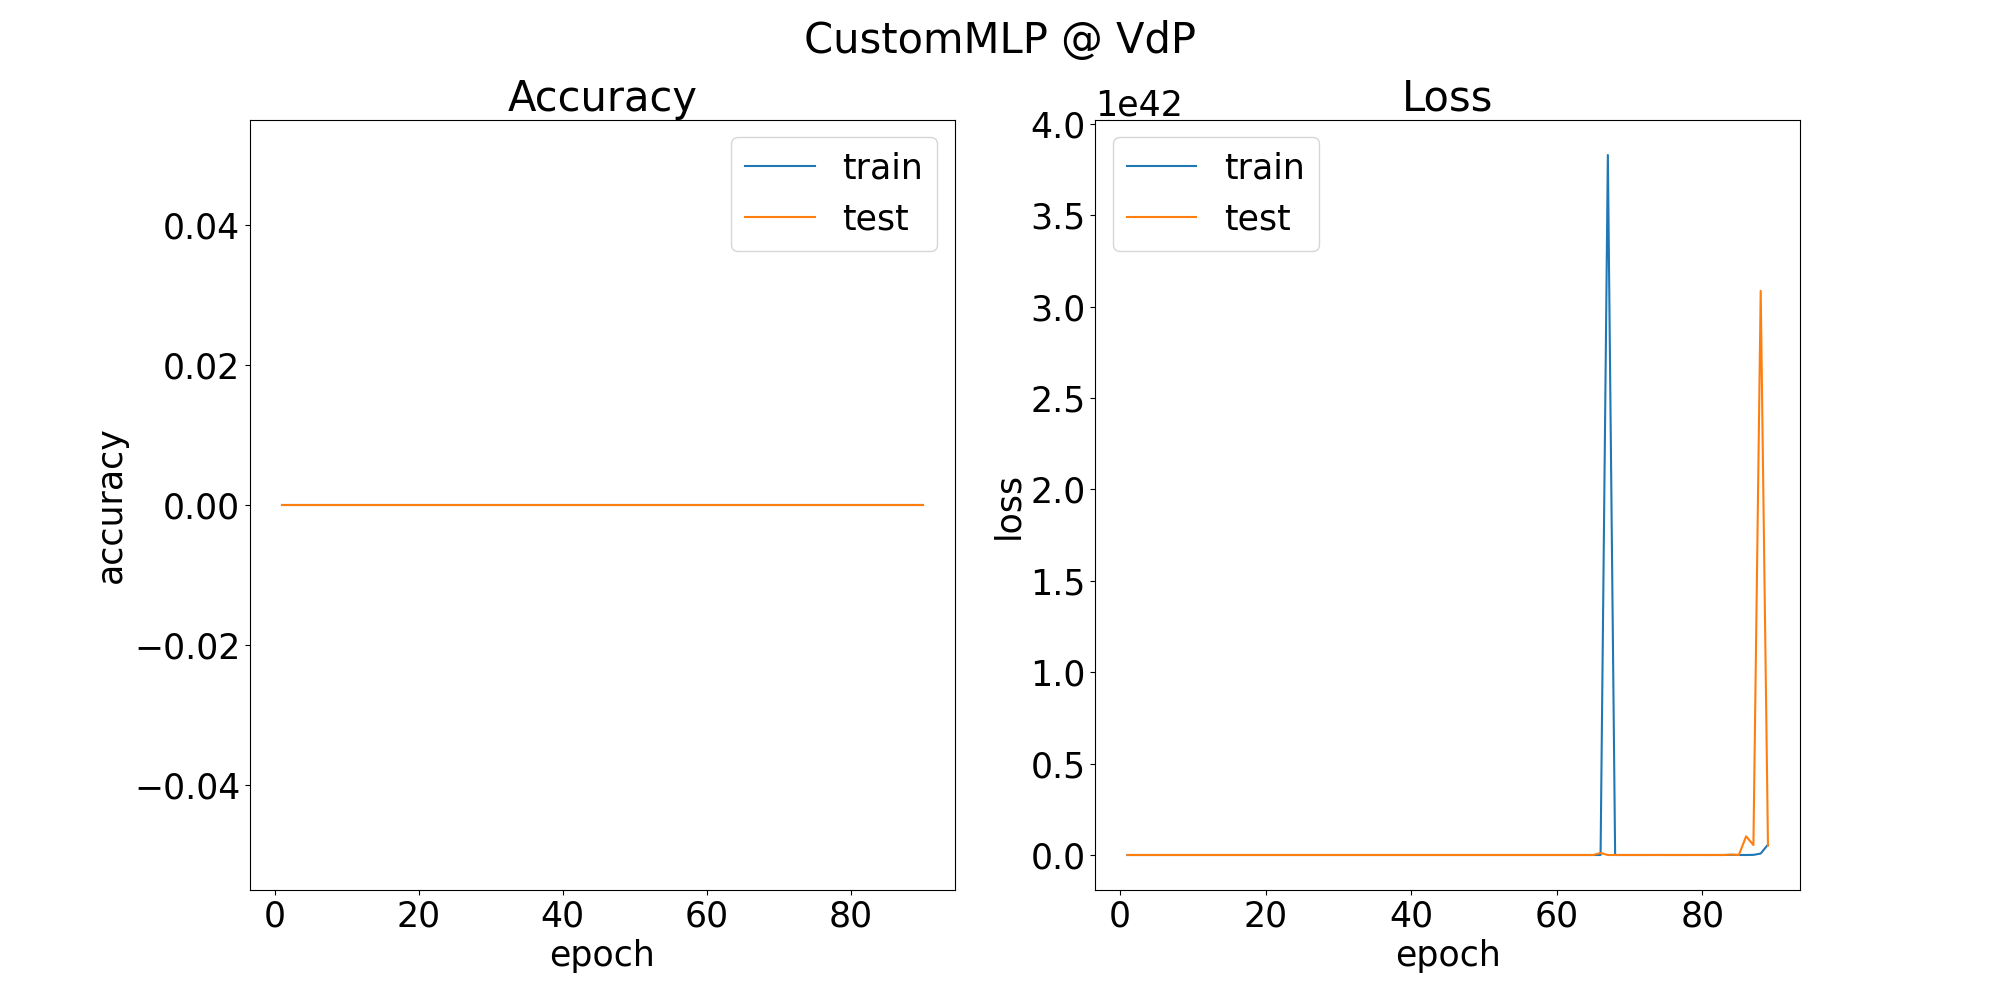 CustomMLP @ VdP
Accuracy
train
test
0.04
0.02
0.00
−0.02
−0.04
accuracy
0 20 40 60 80
epoch
Loss
1e42
train
test
4.0
3.5
3.0
2.5
2.0
1.5
1.0
0.5
0.0
loss
0 20 40 60 80
epoch